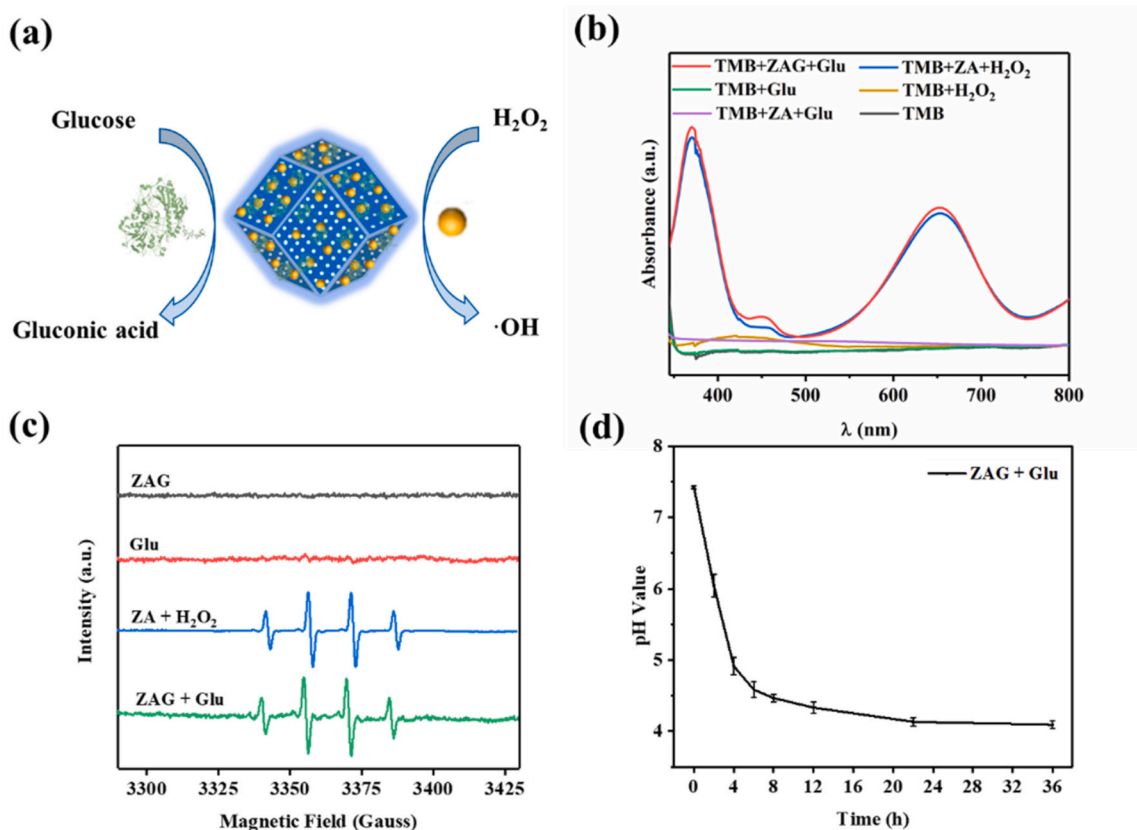 (a)
Glucose
H₂O₂
Gluconic acid
·OH
(b)
TMB+ZAG+Glu
TMB+ZA+H₂O₂
TMB+Glu
TMB+H₂O₂
TMB+ZA+Glu
TMB
Absorbance (a.u.)
400 500 600 700 800
λ (nm)
(c)
ZAG
Glu
ZA + H₂O₂
ZAG + Glu
Intensity (a.u.)
3300 3325 3350 3375 3400 3425
Magnetic Field (Gauss)
(d)
ZAG + Glu
8
7
6
5
4
pH Value
0 4 8 12 16 20 24 28 32 36
Time (h)